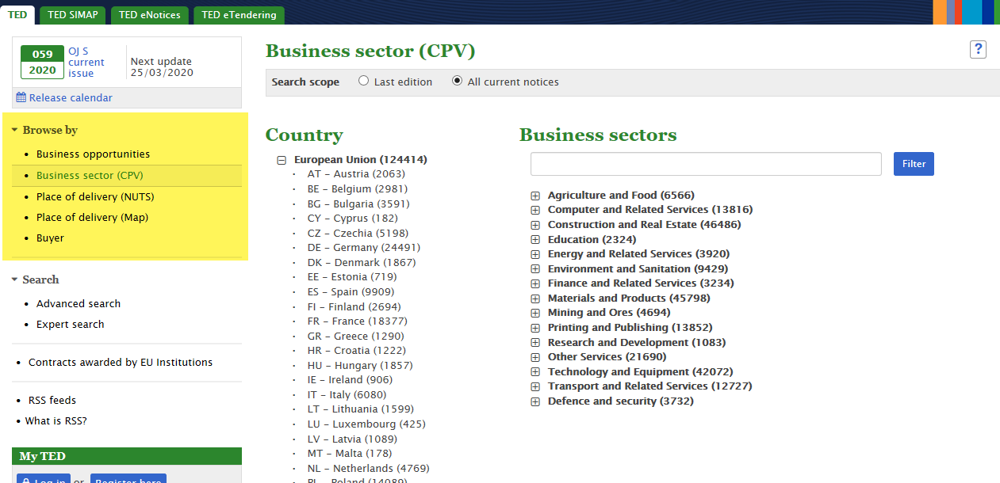 TED
TED SIMAP
TED eNotices
TED eTendering
059
2020
OJ S
current
issue
Next update
25/03/2020
Release calendar
Browse by
Business opportunities
Business sector (CPV)
Place of delivery (NUTS)
Place of delivery (Map)
Buyer
Search
Advanced search
Expert search
Contracts awarded by EU Institutions
RSS feeds
What is RSS?
My TED
Log in or Register here
Business sector (CPV)
?
Search scope Last edition All current notices
Country
European Union (124414)
AT - Austria (2063)
BE - Belgium (2981)
BG - Bulgaria (3591)
CY - Cyprus (182)
CZ - Czechia (5198)
DE - Germany (24491)
DK - Denmark (1867)
EE - Estonia (719)
ES - Spain (9909)
FI - Finland (2694)
FR - France (18377)
GR - Greece (1290)
HR - Croatia (1222)
HU - Hungary (1857)
IE - Ireland (906)
IT - Italy (6080)
LT - Lithuania (1599)
LU - Luxembourg (425)
LV - Latvia (1089)
MT - Malta (178)
NL - Netherlands (4769)
PL - Poland (14089)
Business sectors
Filter
Agriculture and Food (6566)
Computer and Related Services (13816)
Construction and Real Estate (46486)
Education (2324)
Energy and Related Services (3920)
Environment and Sanitation (9429)
Finance and Related Services (3234)
Materials and Products (45798)
Mining and Ores (4694)
Printing and Publishing (13852)
Research and Development (1083)
Other Services (21690)
Technology and Equipment (42072)
Transport and Related Services (12727)
Defence and security (3732)